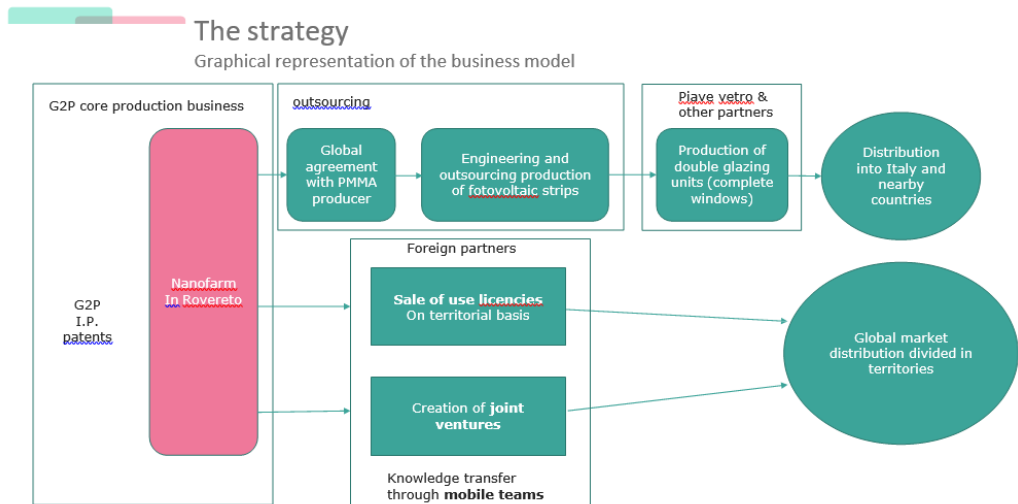 The strategy
Graphical representation of the business model
G2P core production business
outsourcing
Piave vetro &
other partners
Global
agreement
with PMMA
producer
Engineering and
outsourcing production
of fotovoltaic strips
Production of
double glazing
units (complete
windows)
Distribution
into Italy and
nearby
countries
Foreign partners
G2P
I.P.
patents
Nanofarm
In Rovereto
Sale of use licencies
On territorial basis
Global market
distribution divided in
territories
Creation of joint
ventures
Knowledge transfer
through mobile teams